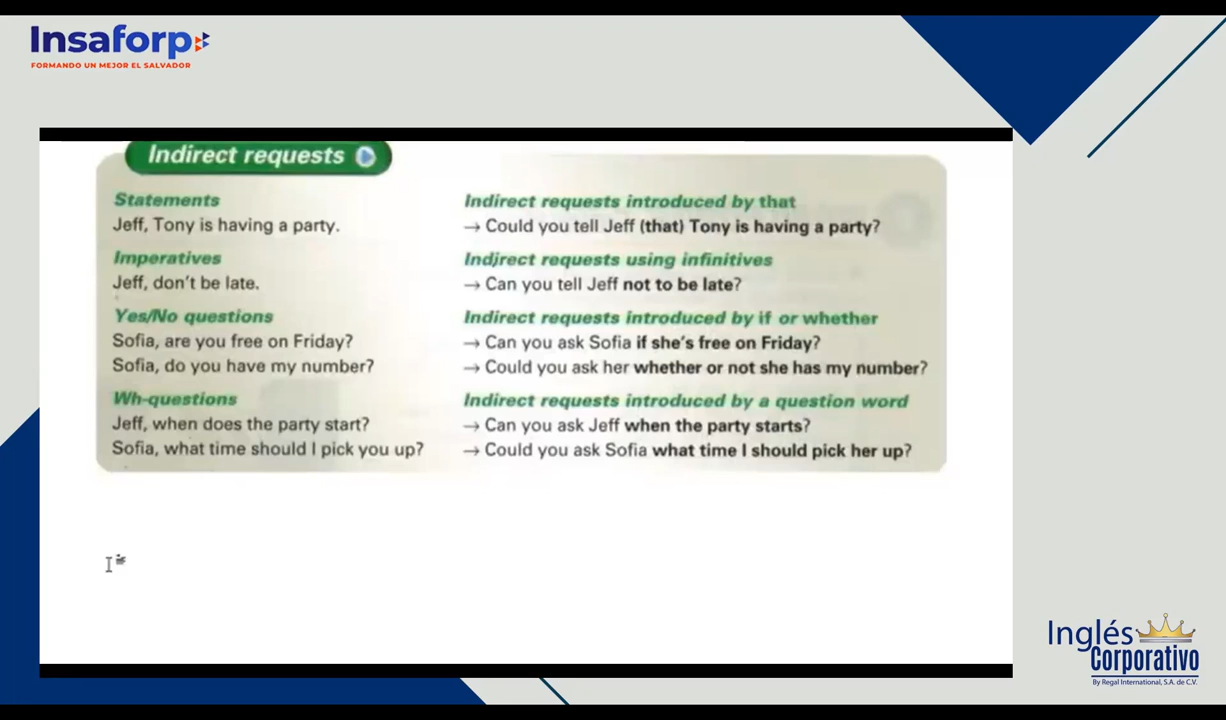 Insaforp
FORMANDO UN MEJOR EL SALVADOR
Indirect requests
Statements
Jeff, Tony is having a party.
Indirect requests introduced by that
→ Could you tell Jeff (that) Tony is having a party?
Imperatives
Jeff, don't be late.
Indirect requests using infinitives
→ Can you tell Jeff not to be late?
Yes/No questions
Sofia, are you free on Friday?
Sofia, do you have my number?
Indirect requests introduced by if or whether
→ Can you ask Sofia if she's free on Friday?
→ Could you ask her whether or not she has my number?
Wh-questions
Jeff, when does the party start?
Sofia, what time should I pick you up?
Indirect requests introduced by a question word
→ Can you ask Jeff when the party starts?
→ Could you ask Sofia what time I should pick her up?
Inglés
Corporativo
By Regal International, S.A. de C.V.